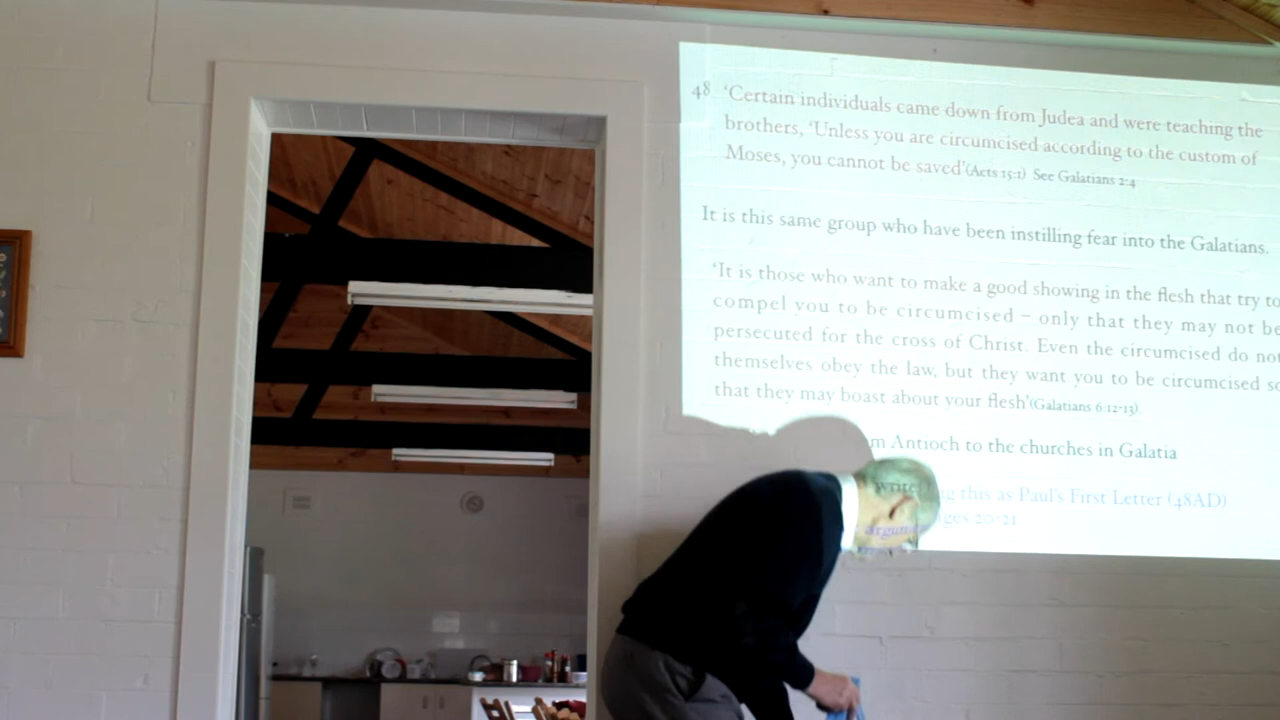 48 ‘Certain individuals came down from Judea and were teaching the
brothers, ‘Unless you are circumcised according to the custom of
Moses, you cannot be saved’(Acts 15:1) See Galatians 2:4
It is this same group who have been instilling fear into the Galatians.
‘It is those who want to make a good showing in the flesh that try to
compel you to be circumcised – only that they may not be
persecuted for the cross of Christ. Even the circumcised do not
themselves obey the law, but they want you to be circumcised so
that they may boast about your flesh’(Galatians 6:12-13).
Antioch to the churches in Galatia
this as Paul's First Letter (48AD)
20-21